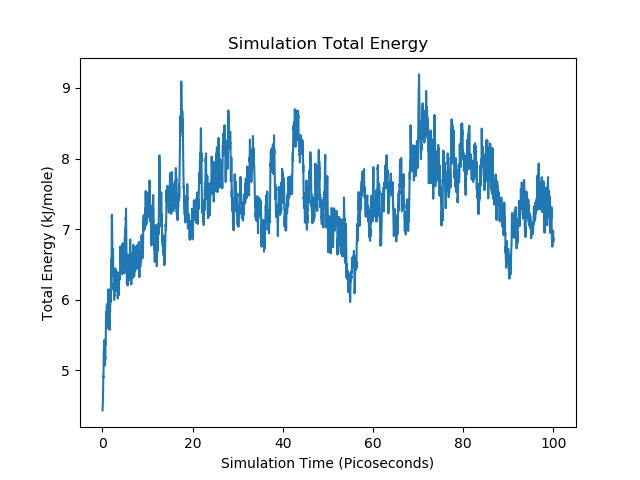 Simulation Total Energy
Total Energy (kJ/mole)
9
8
7
6
5
0 20 40 60 80 100
Simulation Time (Picoseconds)